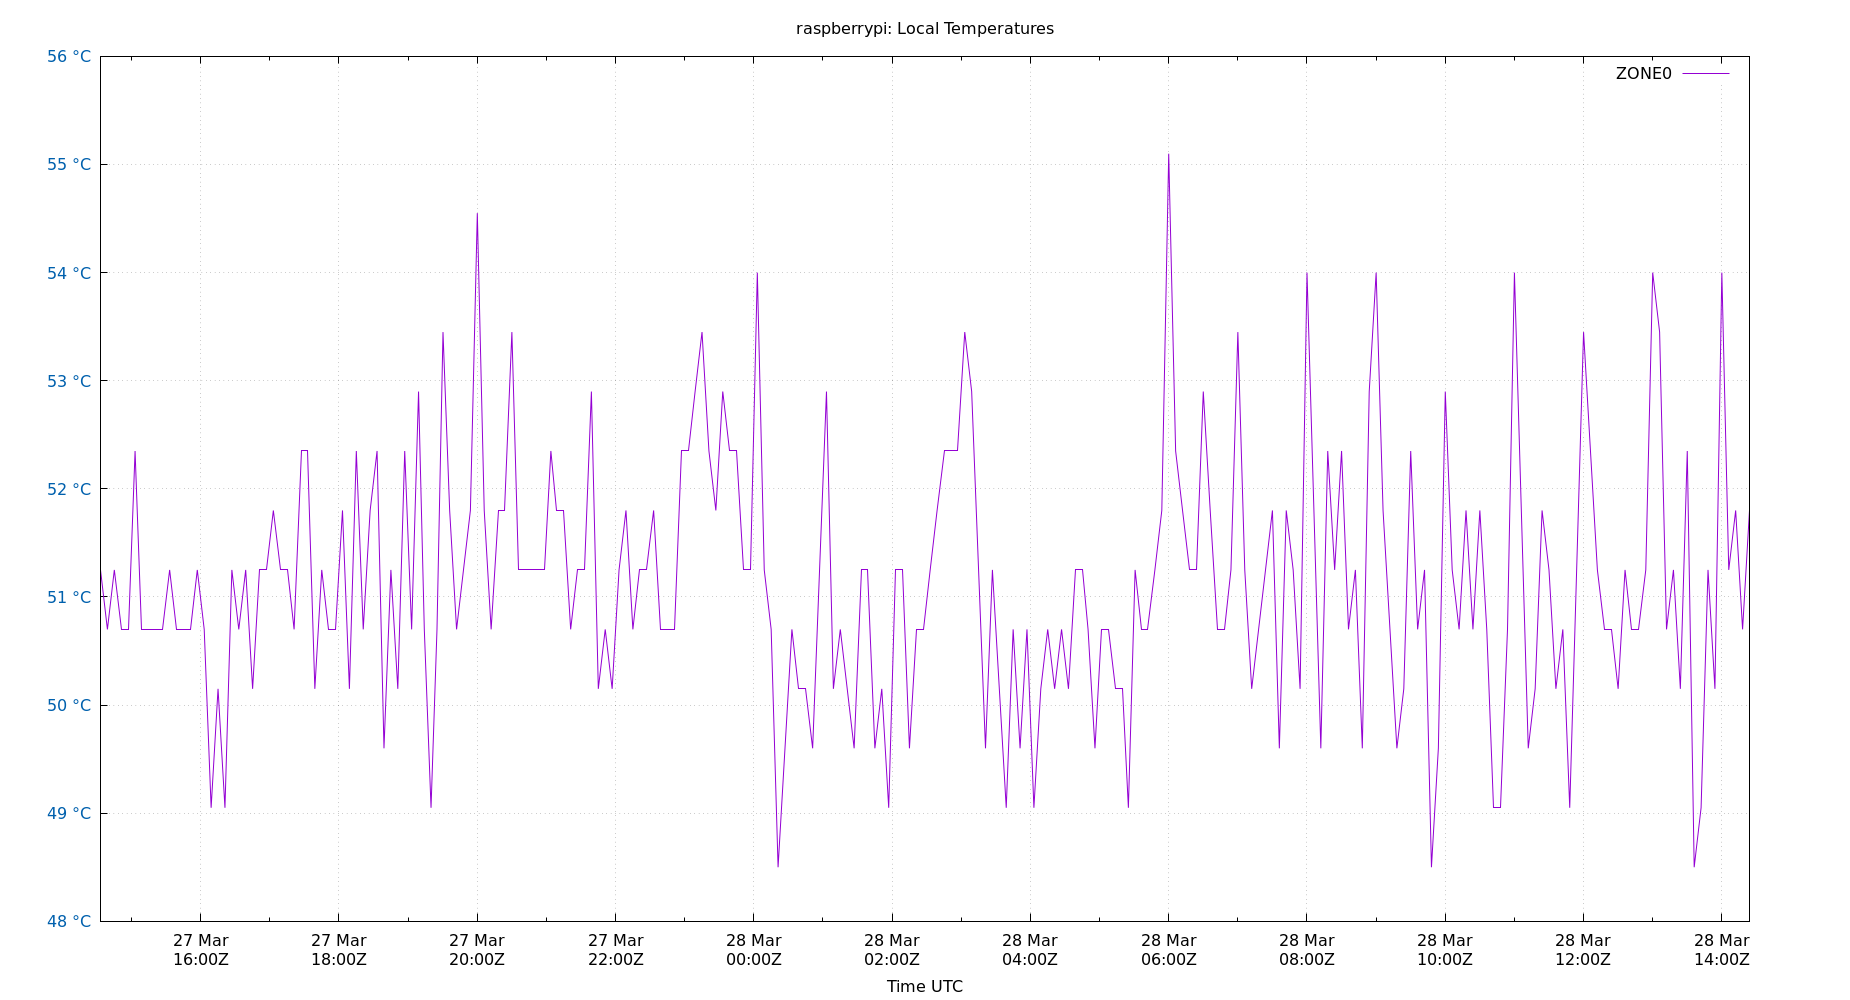 raspberrypi: Local Temperatures
56 °C
ZONE0
55 °C
54 °C
53 °C
52 °C
51 °C
50 °C
49 °C
48 °C
27 Mar 27 Mar 27 Mar 27 Mar 28 Mar 28 Mar 28 Mar 28 Mar 28 Mar 28 Mar 28 Mar 28 Mar
16:00Z 18:00Z 20:00Z 22:00Z 00:00Z 02:00Z 04:00Z 06:00Z 08:00Z 10:00Z 12:00Z 14:00Z
Time UTC